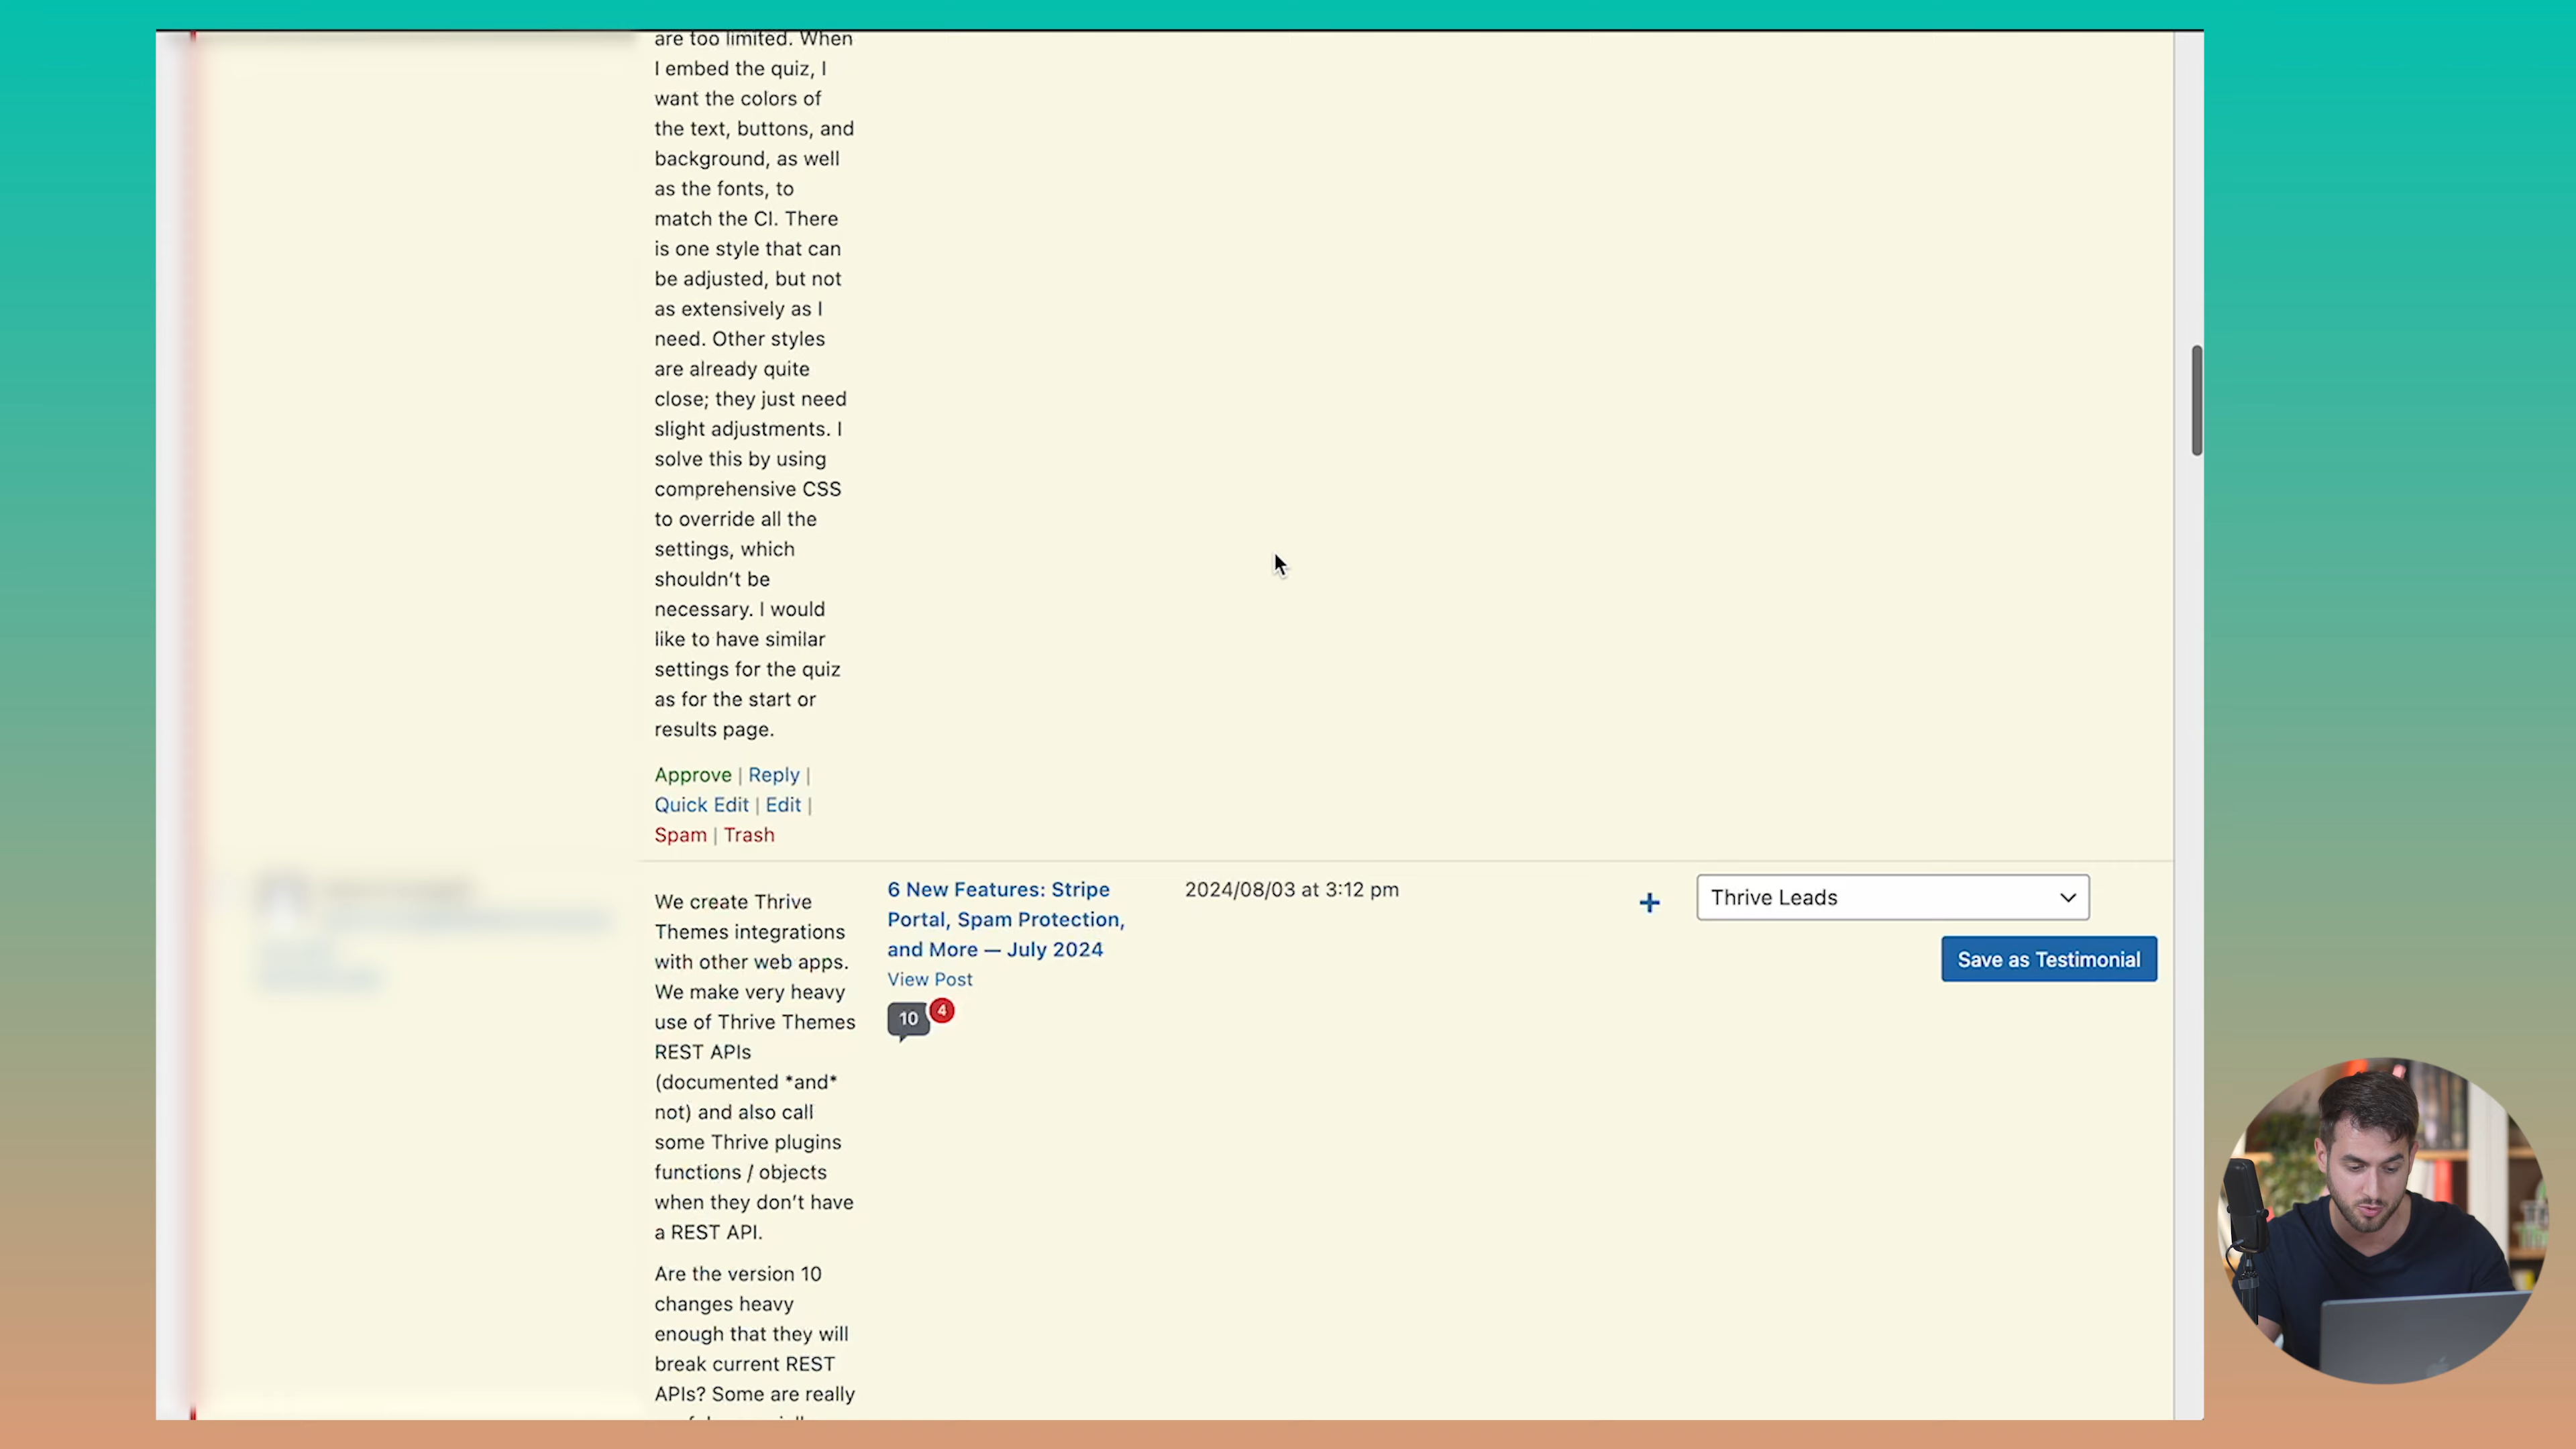 are too limited. When
I embed the quiz, I
want the colors of
the text, buttons, and
background, as well
as the fonts, to
match the CI. There
is one style that can
be adjusted, but not
as extensively as I
need. Other styles
are already quite
close; they just need
slight adjustments. I
solve this by using
comprehensive CSS
to override all the
settings, which
shouldn't be
necessary. I would
like to have similar
settings for the quiz
as for the start or
results page.
Approve | Reply |
Quick Edit | Edit |
Spam | Trash
We create Thrive
Themes integrations
with other web apps.
We make very heavy
use of Thrive Themes
REST APIs
(documented *and*
not) and also call
some Thrive plugins
functions / objects
when they don't have
a REST API.
Are the version 10
changes heavy
enough that they will
break current REST
APIs? Some are really
6 New Features: Stripe
Portal, Spam Protection,
and More — July 2024
View Post
10
4
2024/08/03 at 3:12 pm
+
Thrive Leads
Save as Testimonial